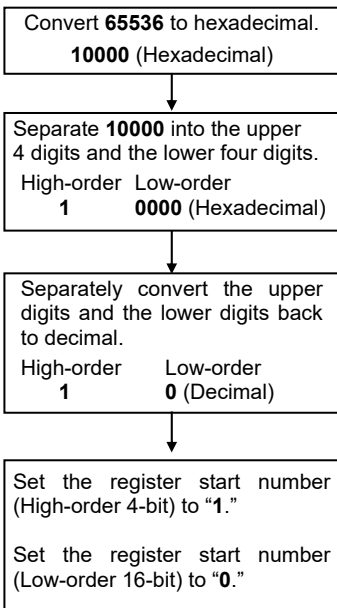 Convert 65536 to hexadecimal.
10000 (Hexadecimal)
Separate 10000 into the upper
4 digits and the lower four digits.
High-order Low-order
1 0000 (Hexadecimal)
Separately convert the upper
digits and the lower digits back
to decimal.
High-order Low-order
1 0 (Decimal)
Set the register start number
(High-order 4-bit) to “1.”
Set the register start number
(Low-order 16-bit) to “0.”